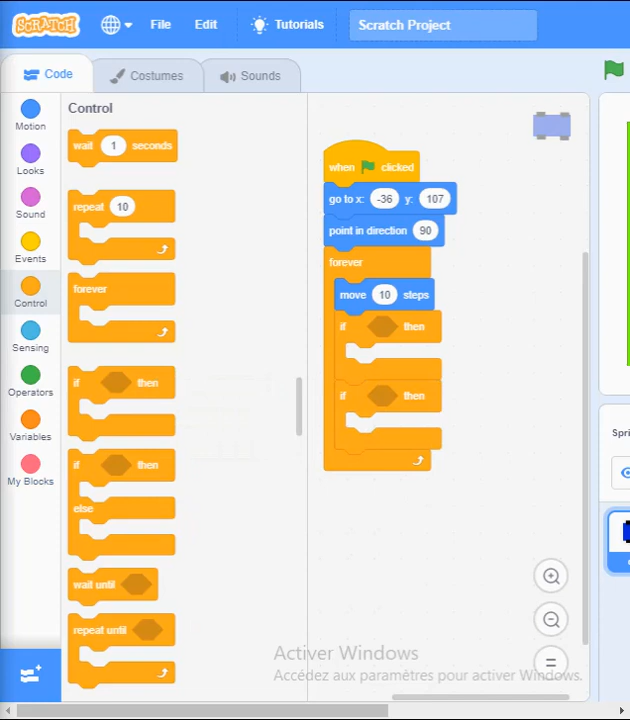 SCRATCH File Edit Tutorials Scratch Project
Code Costumes Sounds
Motion
Looks
Sound
Events
Control
Sensing
Operators
Variables
My Blocks
Control
wait 1 seconds
repeat 10
forever
if then
if then
else
wait until
repeat until
when clicked
go to x: -36 y: 107
point in direction 90
forever
move 10 steps
if then
if then
Activer Windows
Accédez aux paramètres pour activer Windows.